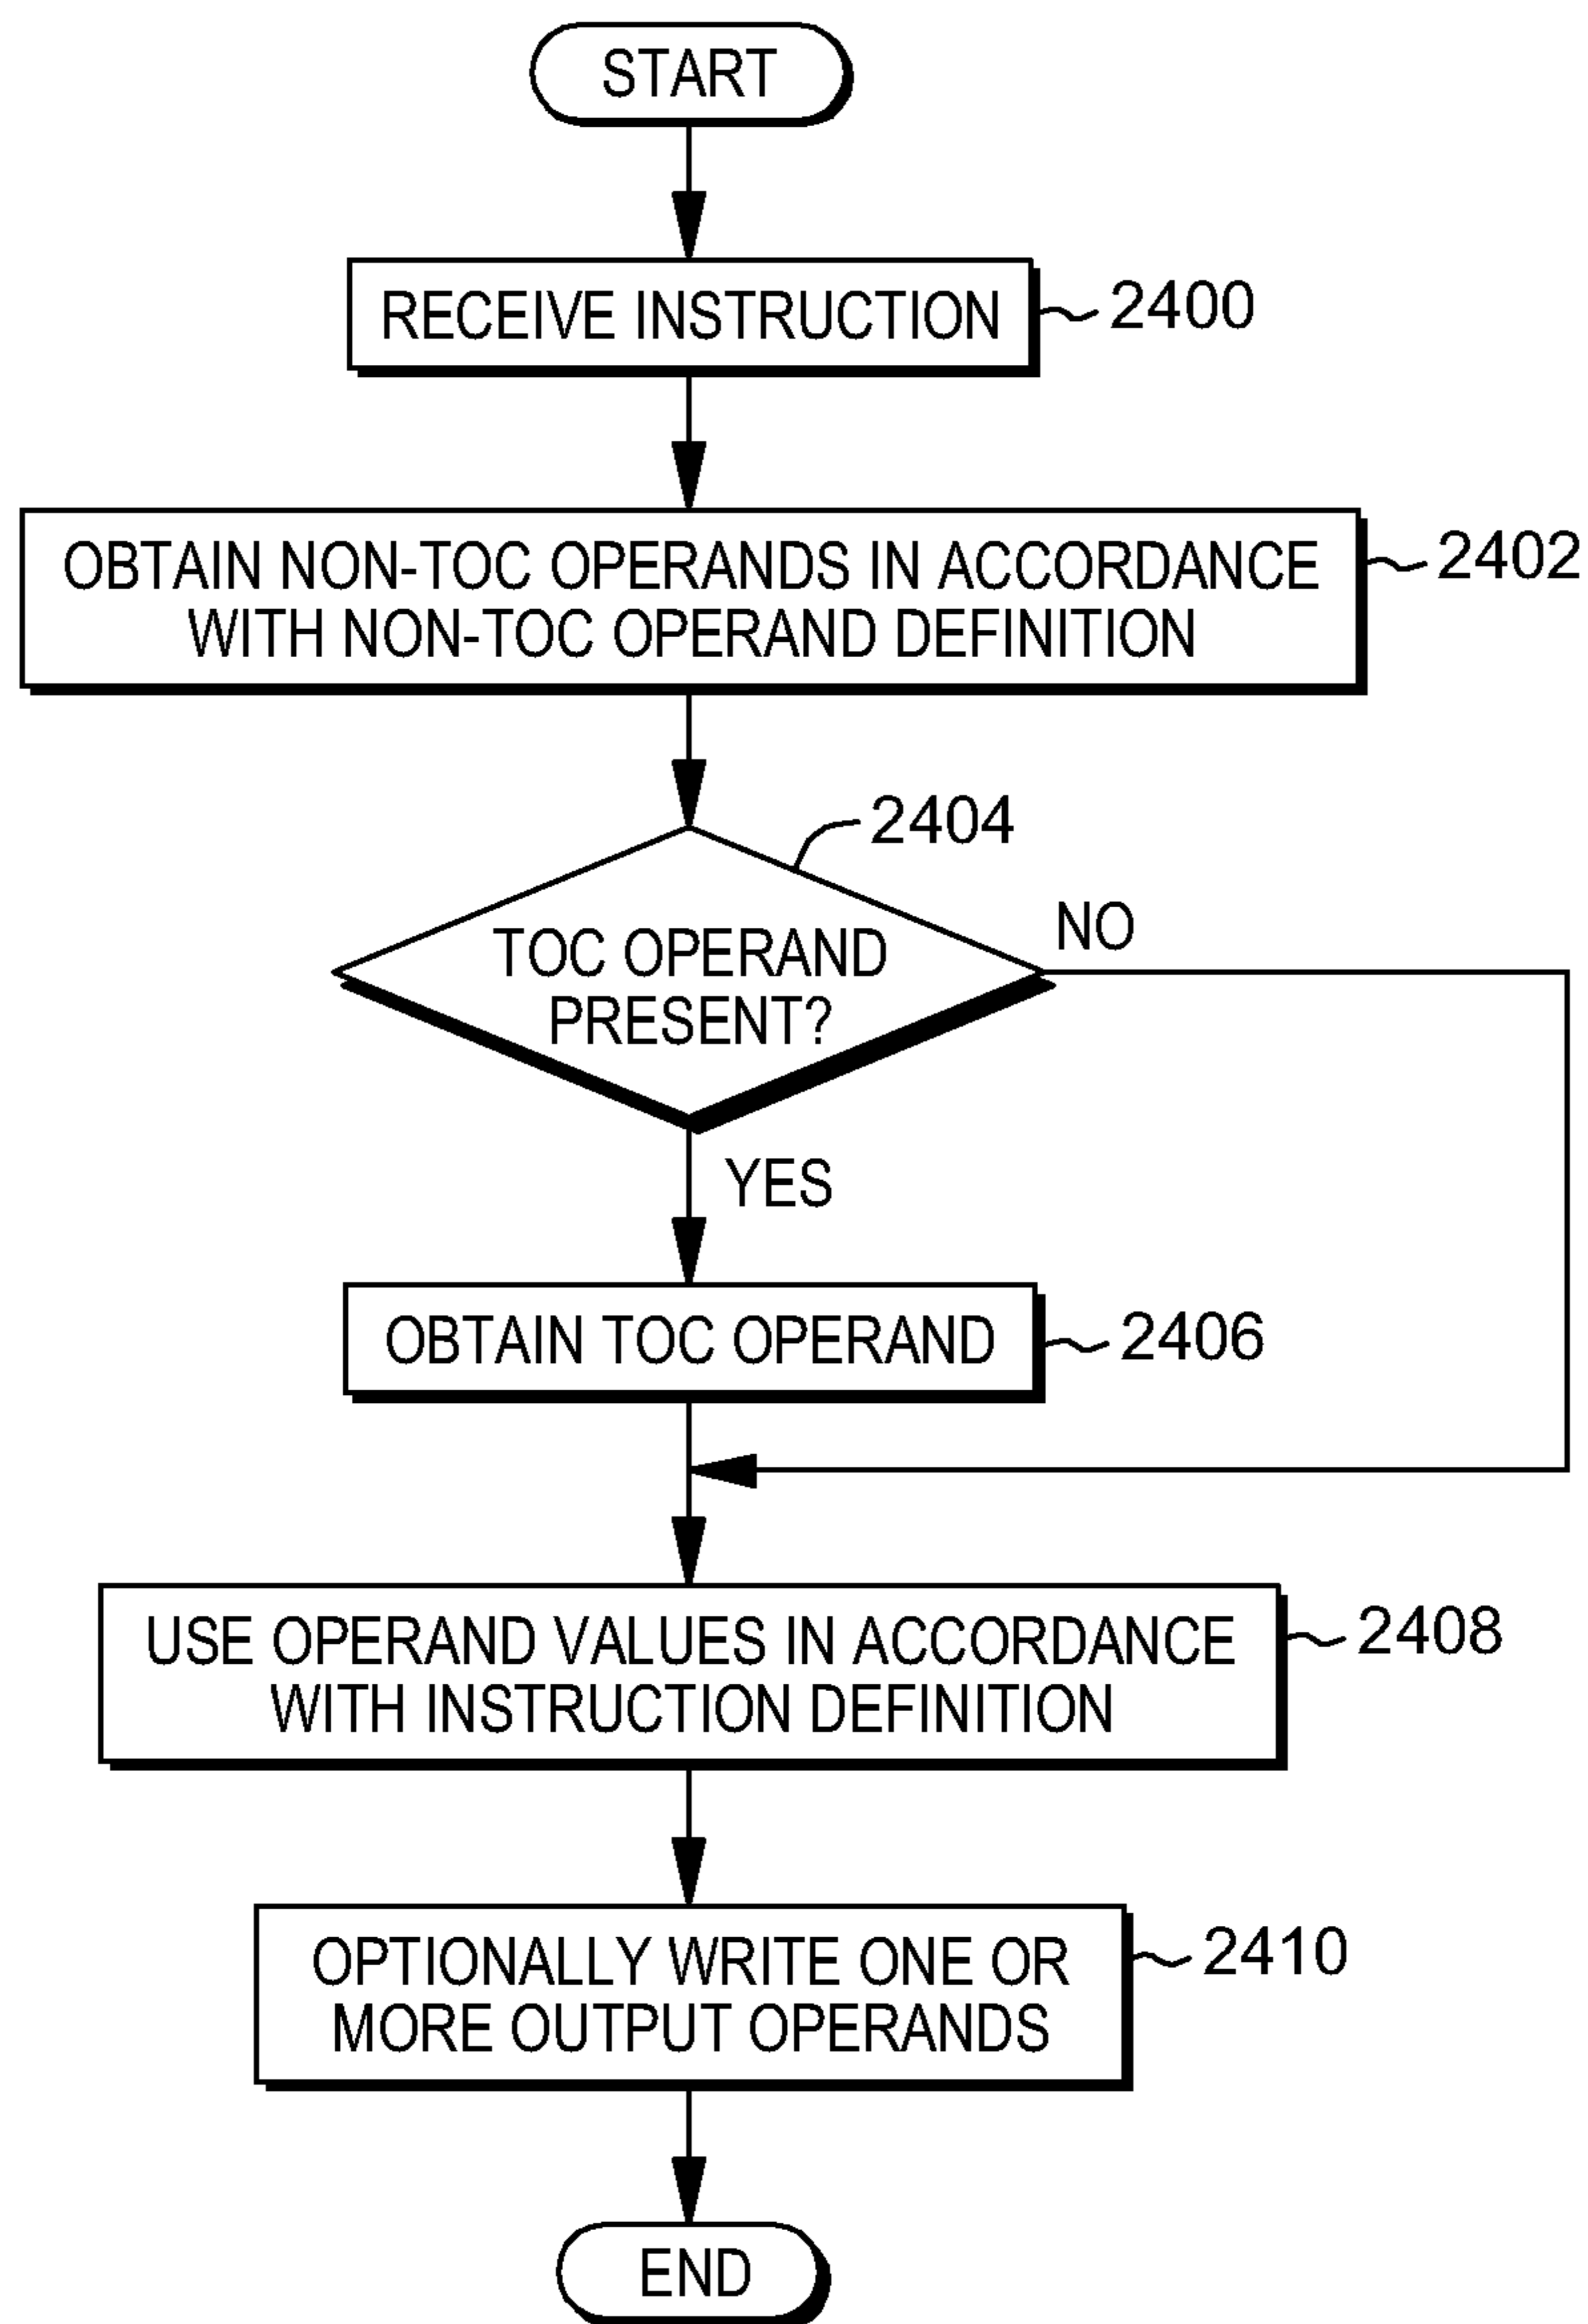 START
RECEIVE INSTRUCTION
2400
OBTAIN NON-TOC OPERANDS IN ACCORDANCE
WITH NON-TOC OPERAND DEFINITION
2402
2404
TOC OPERAND
PRESENT?
NO
YES
OBTAIN TOC OPERAND
2406
USE OPERAND VALUES IN ACCORDANCE
WITH INSTRUCTION DEFINITION
2408
OPTIONALLY WRITE ONE OR
MORE OUTPUT OPERANDS
2410
END